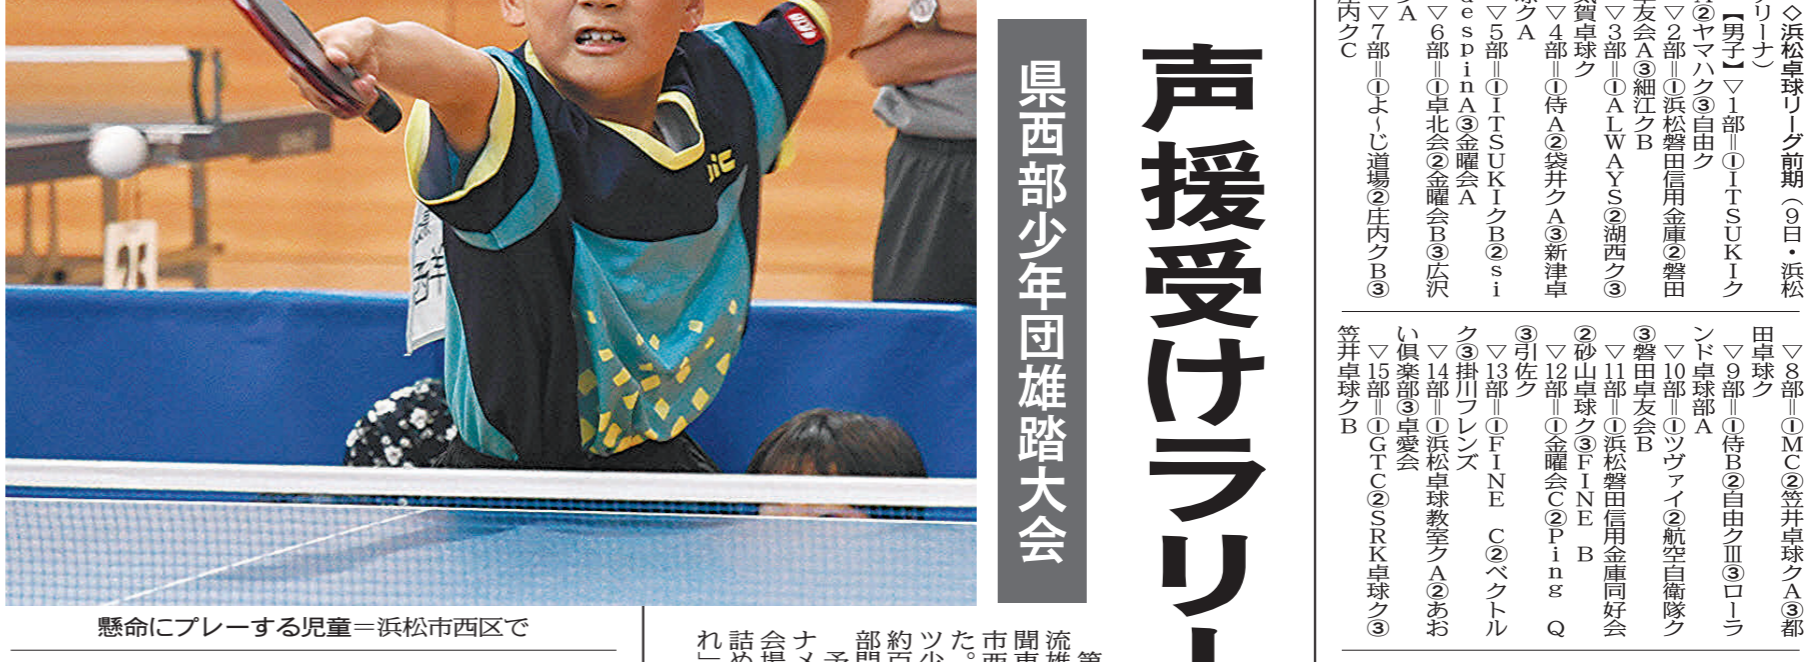 声援受けラリー
県西部少年団雄踏大会
懸命にプレーする児童＝浜松市西区で
◇浜松卓球リーグ前期（9日・浜松
リーナ）
【男子】▽1部＝①ITSUKIク
②ヤマハク③自由ク
▽2部＝①浜松磐田信用金庫②磐田
卓友会A③細江クB
▽3部＝①ALWAYS②湖西ク③
賀卓球ク
▽4部＝①侍A②袋井クA③新津卓
球クA
▽5部＝①ITSUKIクB②si
despinA③金曜会A
▽6部＝①卓北会②金曜会B③広沢
クA
▽7部＝①よ～じ道場②庄内クB③
庄内クC
▽8部＝①MC②笠井卓球クA③都
田卓球ク
▽9部＝①侍B②自由クⅢ③ローラ
ンド卓球部A
▽10部＝①ツヴァイ②航空自衛隊ク
③磐田卓友会B
▽11部＝①浜松磐田信用金庫同好会
②砂山卓球ク③FINE　B
▽12部＝①金曜会C②Ping　Q
③引佐ク
▽13部＝①FINE　C②ベクトル
ク③掛川フレンズ
▽14部＝①浜松卓球教室クA②あお
い倶楽部③卓愛会
▽15部＝①GTC②SRK卓球ク③
笠井卓球クB